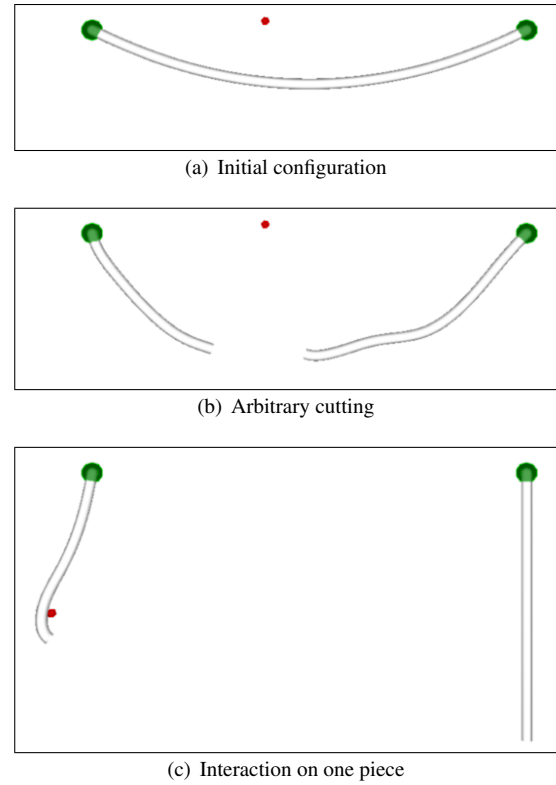 (a) Initial configuration
(b) Arbitrary cutting
(c) Interaction on one piece